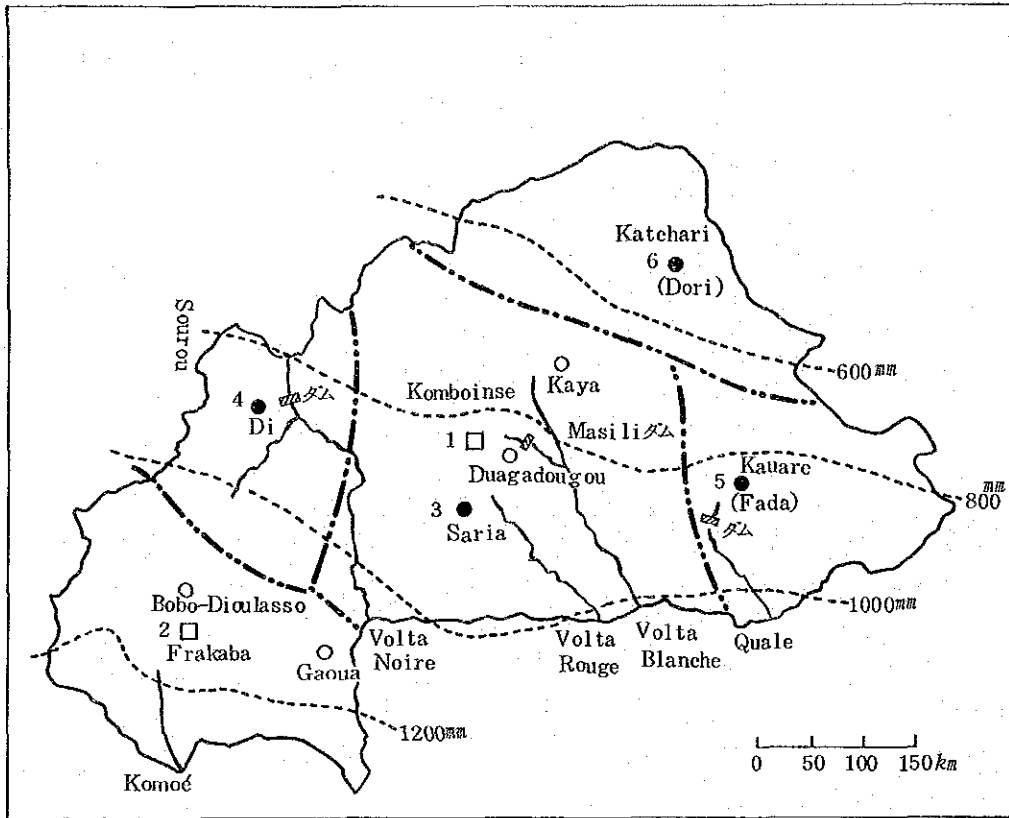 Katchari
6
(Dori)
600mm
Sourou
Kaya
Komboinse
4
ダム
Di
Masiliダム
1
Duagadougou
Kauare
5
(Fada)
mm
800
3
Saria
ダム
Bobo-Dioulasso
2
Frakaba
Gaoua
Volta
Noire
Volta
Rouge
Volta
Blanche
Quale
1000mm
1200mm
Komoé
0 50 100 150km